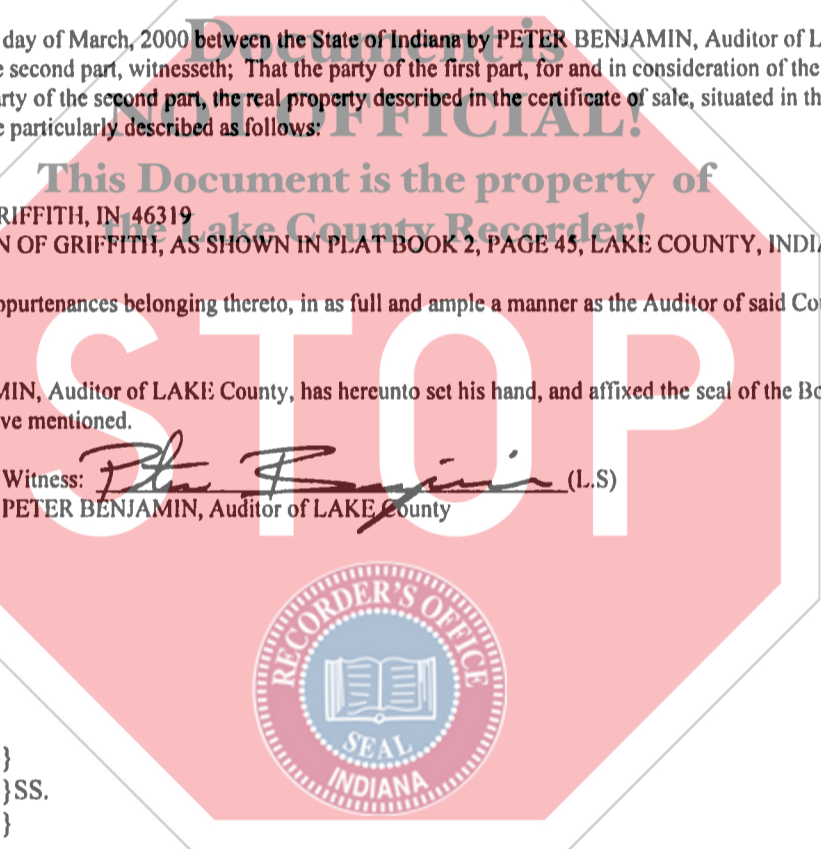 Document is
day of March, 2000 between the State of Indiana by PETER BENJAMIN, Auditor of L
e second part, witnesseth; That the party of the first part, for and in consideration of the
rty of the second part, the real property described in the certificate of sale, situated in th
NOT OFFICIAL!
e particularly described as follows:
This Document is the property of
RIFFITH, IN 46319
the Lake County Recorder!
N OF GRIFFITH, AS SHOWN IN PLAT BOOK 2, PAGE 45, LAKE COUNTY, INDIA
ppurtenances belonging thereto, in as full and ample a manner as the Auditor of said Co
STOP
MIN, Auditor of LAKE County, has hereunto set his hand, and affixed the seal of the Bo
ve mentioned.
Witness: Peter Benjamin (L.S)
PETER BENJAMIN, Auditor of LAKE County
RECORDER'S OFFICE
SEAL
INDIANA
}
}SS.
}